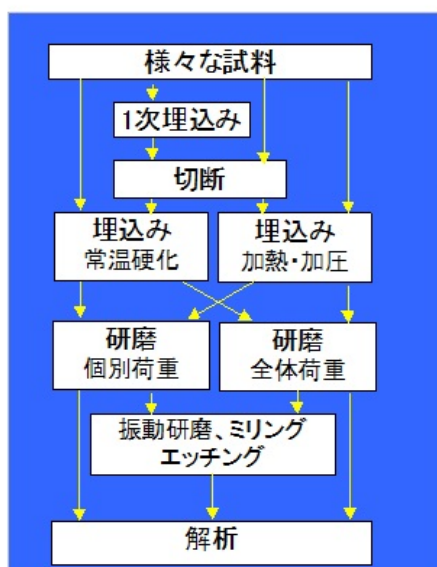 様々な試料
1次埋込み
切断
埋込み
常温硬化
埋込み
加熱・加圧
研磨
個別荷重
研磨
全体荷重
振動研磨、ミリング
エッチング
解析